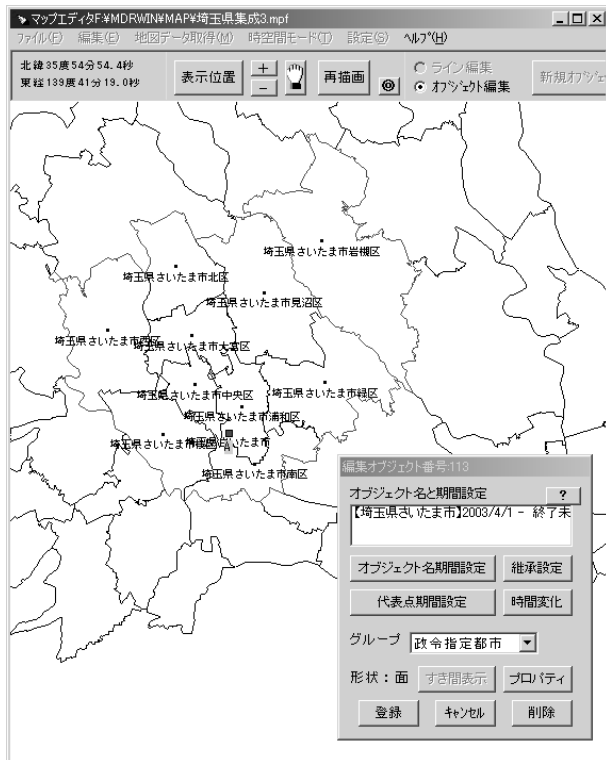 マップエディタF:¥MDRWIN¥MAP¥埼玉県集成3.mpf
ファイル(F) 編集(E) 地図データ取得(M) 時空間モード(T) 設定(S) ヘルプ(H)
北緯35度54分54.4秒
東経139度41分19.0秒
表示位置
+
-
再描画
ライン編集
オブジェクト編集
新規オブジェ
埼玉県さいたま市岩槻区
埼玉県さいたま市北区
埼玉県さいたま市見沼区
埼玉県さいたま市西区
埼玉県さいたま市大宮区
埼玉県さいたま市中央区
埼玉県さいたま市緑区
埼玉県さいたま市浦和区
埼玉県さいたま市
埼玉県さいたま市南区
編集オブジェクト番号:113
オブジェクト名と期間設定
?
【埼玉県さいたま市】2003/4/1 - 終了未
オブジェクト名期間設定
継承設定
代表点期間設定
時間変化
グループ 政令指定都市
形状:面
すき間表示
プロパティ
登録
キャンセル
削除